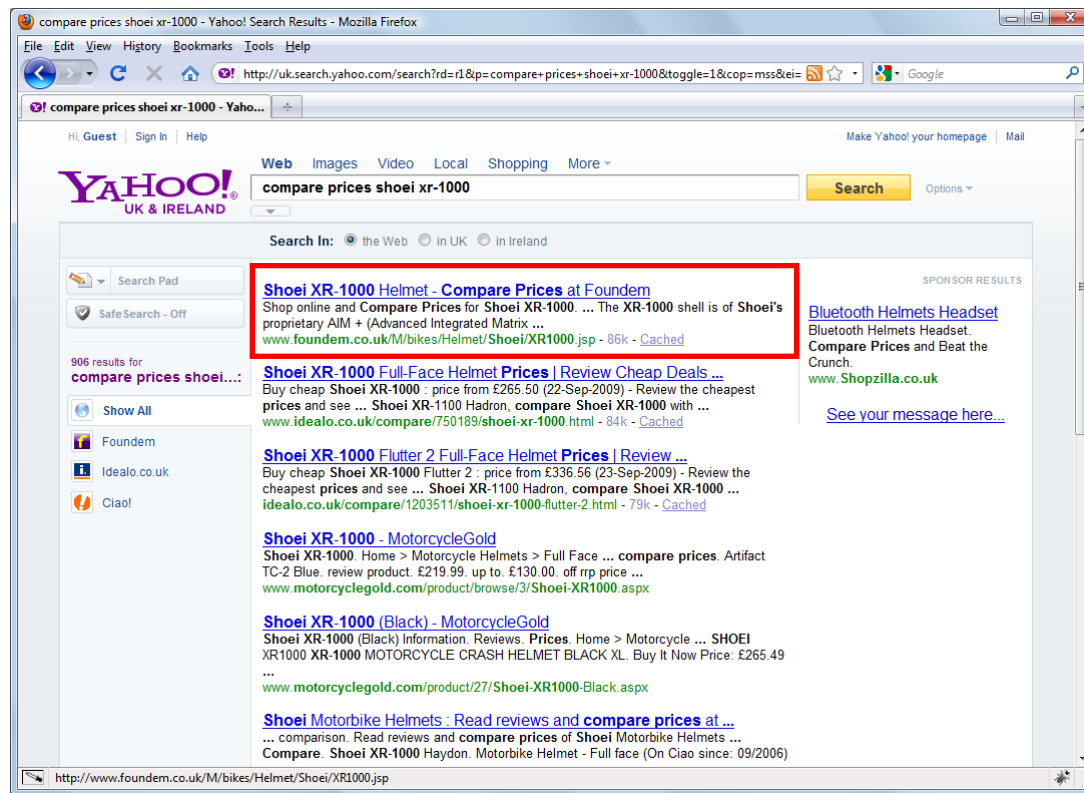 compare prices shoei xr-1000 - Yahoo! Search Results - Mozilla Firefox
File Edit View History Bookmarks Tools Help
http://uk.search.yahoo.com/search?rd=r1&p=compare+prices+shoei+xr-1000&toggle=1&cop=mss&ei= Google
compare prices shoei xr-1000 - Yaho...
Hi, Guest | Sign In | Help
Make Yahoo! your homepage | Mail
Web Images Video Local Shopping More
YAHOO!®
UK & IRELAND
compare prices shoei xr-1000
Search
Options
Search In: the Web in UK in Ireland
Search Pad
SafeSearch - Off
906 results for
compare prices shoei...:
Show All
Foundem
Idealo.co.uk
Ciao!
Shoei XR-1000 Helmet - Compare Prices at Foundem
Shop online and Compare Prices for Shoei XR-1000. ... The XR-1000 shell is of Shoei's
proprietary AIM + (Advanced Integrated Matrix ...
www.foundem.co.uk/M/bikes/Helmet/Shoei/XR1000.jsp - 86k - Cached
Shoei XR-1000 Full-Face Helmet Prices | Review Cheap Deals ...
Buy cheap Shoei XR-1000 : price from £265.50 (22-Sep-2009) - Review the cheapest
prices and see ... Shoei XR-1100 Hadron, compare Shoei XR-1000 with ...
www.idealo.co.uk/compare/750189/shoei-xr-1000.html - 84k - Cached
Shoei XR-1000 Flutter 2 Full-Face Helmet Prices | Review ...
Buy cheap Shoei XR-1000 Flutter 2 : price from £336.56 (23-Sep-2009) - Review the
cheapest prices and see ... Shoei XR-1100 Hadron, compare Shoei XR-1000 ...
idealo.co.uk/compare/1203511/shoei-xr-1000-flutter-2.html - 79k - Cached
Shoei XR-1000 - MotorcycleGold
Shoei XR-1000. Home > Motorcycle Helmets > Full Face ... compare prices. Artifact
TC-2 Blue. review product. £219.99. up to. £130.00. off rrp price ...
www.motorcyclegold.com/product/browse/3/Shoei-XR1000.aspx
Shoei XR-1000 (Black) - MotorcycleGold
Shoei XR-1000 (Black) Information. Reviews. Prices. Home > Motorcycle ... SHOEI
XR1000 XR-1000 MOTORCYCLE CRASH HELMET BLACK XL. Buy It Now Price: £265.49
...
www.motorcyclegold.com/product/27/Shoei-XR1000-Black.aspx
Shoei Motorbike Helmets : Read reviews and compare prices at ...
... comparison. Read reviews and compare prices of Shoei Motorbike Helmets ...
Compare. Shoei XR-1000 Haydon. Motorbike Helmet - Full face (On Ciao since: 09/2006)
SPONSOR RESULTS
Bluetooth Helmets Headset
Bluetooth Helmets Headset.
Compare Prices and Beat the
Crunch.
www.Shopzilla.co.uk
See your message here...
http://www.foundem.co.uk/M/bikes/Helmet/Shoei/XR1000.jsp